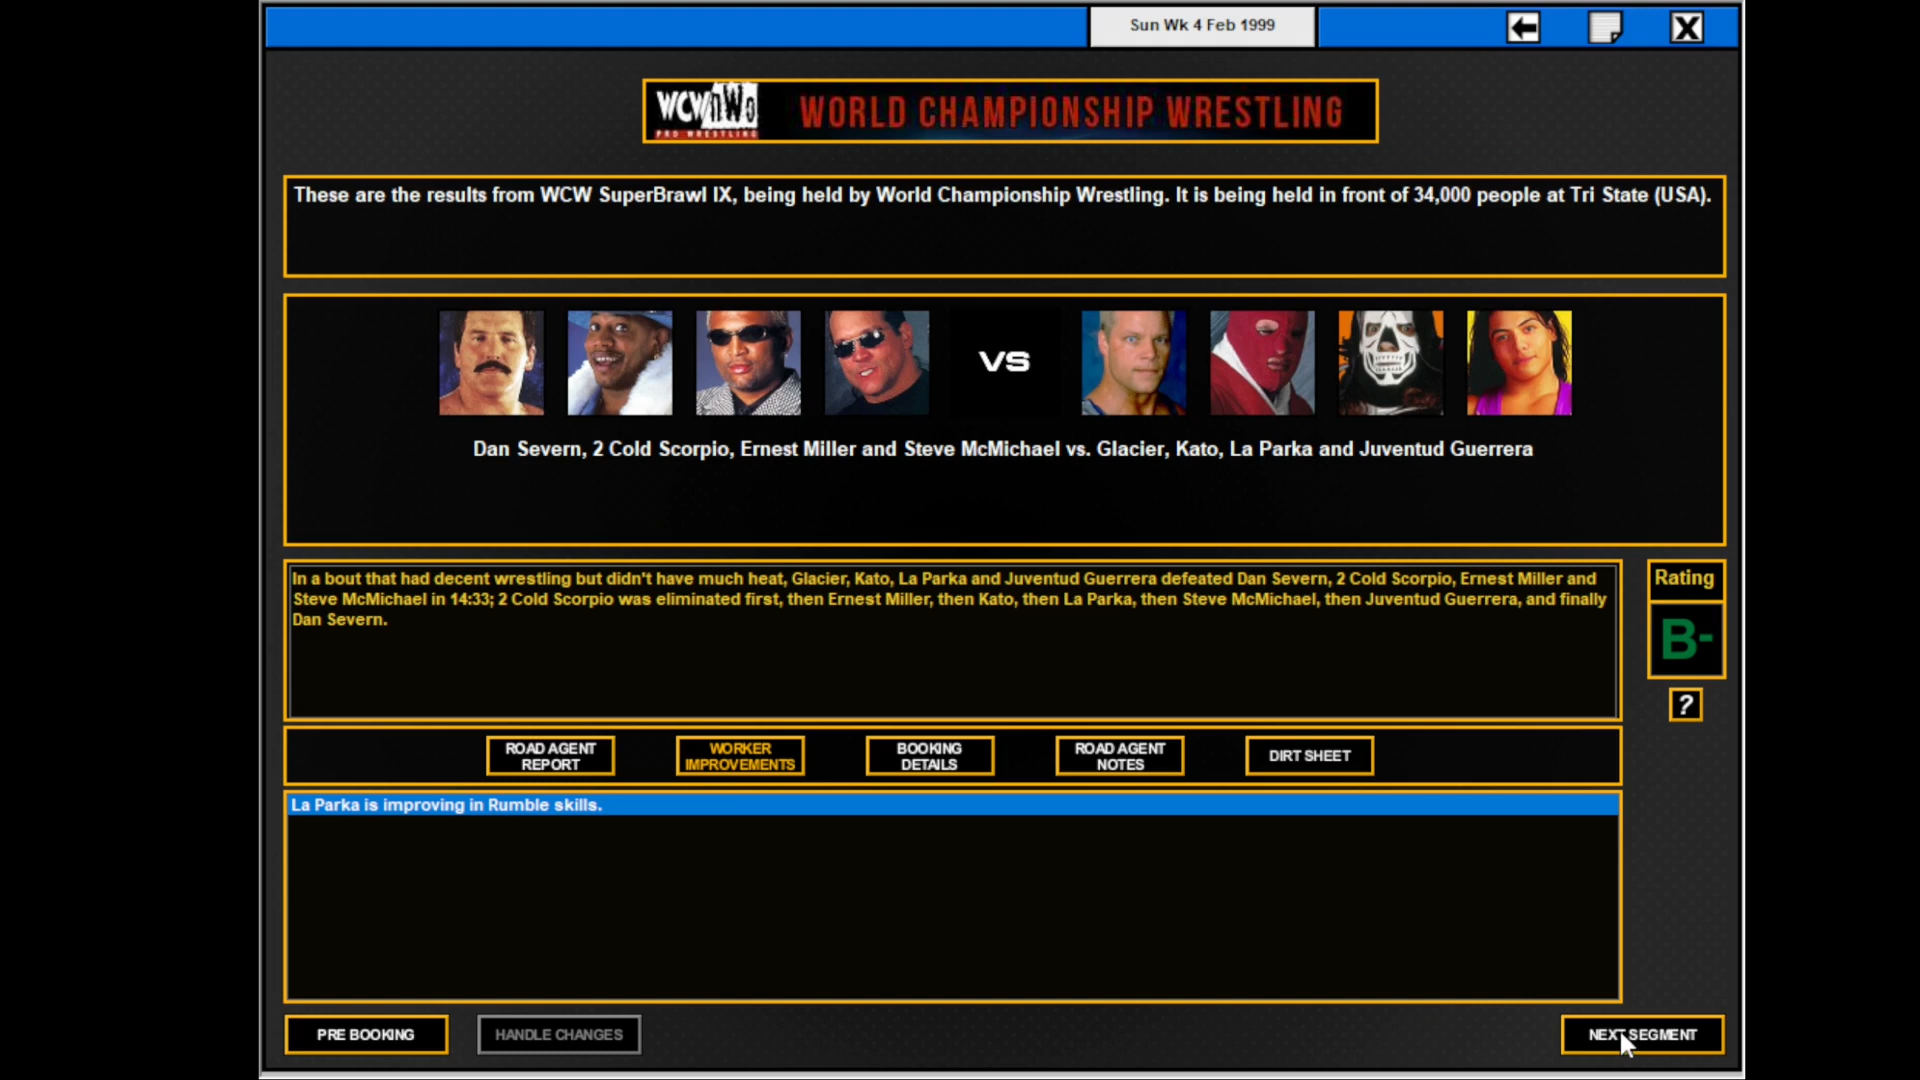 Sun Wk 4 Feb 1999
WCW nWo
PRO WRESTLING
WORLD CHAMPIONSHIP WRESTLING
These are the results from WCW SuperBrawl IX, being held by World Championship Wrestling. It is being held in front of 34,000 people at Tri State (USA).
VS
Dan Severn, 2 Cold Scorpio, Ernest Miller and Steve McMichael vs. Glacier, Kato, La Parka and Juventud Guerrera
In a bout that had decent wrestling but didn't have much heat, Glacier, Kato, La Parka and Juventud Guerrera defeated Dan Severn, 2 Cold Scorpio, Ernest Miller and
Steve McMichael in 14:33; 2 Cold Scorpio was eliminated first, then Ernest Miller, then Kato, then La Parka, then Steve McMichael, then Juventud Guerrera, and finally
Dan Severn.
Rating
B-
?
ROAD AGENT
REPORT
WORKER
IMPROVEMENTS
BOOKING
DETAILS
ROAD AGENT
NOTES
DIRT SHEET
La Parka is improving in Rumble skills.
PRE BOOKING
HANDLE CHANGES
NEXT SEGMENT